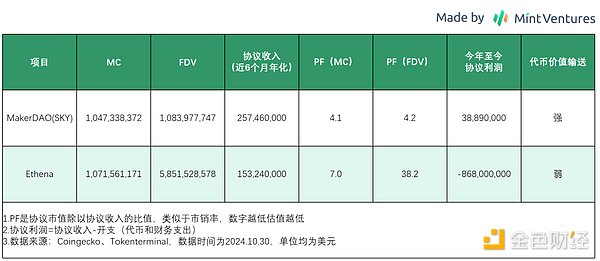 Made by MintVentures
项目 MC FDV 协议收入 (近6个月年化) PF（MC） PF（FDV） 今年至今 协议利润 代币价值输送
MakerDAO(SKY) 1,047,338,372 1,083,977,747 257,460,000 4.1 4.2 38,890,000 强
Ethena 1,071,561,171 5,851,528,578 153,240,000 7.0 38.2 -868,000,000 弱
1.PF是协议市值除以协议收入的比值，类似于市销率，数字越低估值越低
2.协议利润=协议收入-开支（代币和财务支出）
3.数据来源：Coingecko、Tokenterminal，数据时间为2024.10.30，单位均为美元
金色财经